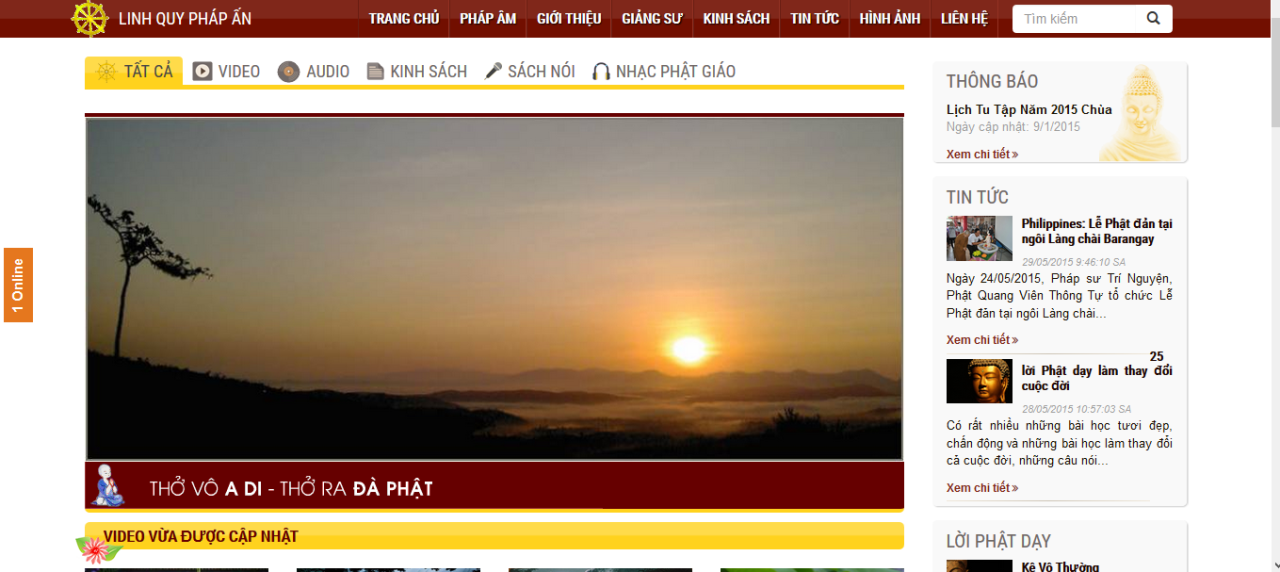 LINH QUY PHÁP ẤN
TRANG CHỦ
PHÁP ÂM
GIỚI THIỆU
GIẢNG SƯ
KINH SÁCH
TIN TỨC
HÌNH ẢNH
LIÊN HỆ
Tìm kiếm
TẤT CẢ
VIDEO
AUDIO
KINH SÁCH
SÁCH NÓI
NHẠC PHẬT GIÁO
1 Online
THỞ VÔ A DI - THỞ RA ĐÀ PHẬT
VIDEO VỪA ĐƯỢC CẬP NHẬT
THÔNG BÁO
Lịch Tu Tập Năm 2015 Chùa
Ngày cập nhật: 9/1/2015
Xem chi tiết »
TIN TỨC
Philippines: Lễ Phật đản tại
ngôi Làng chài Barangay
29/05/2015 9:46:10 SA
Ngày 24/05/2015, Pháp sư Trí Nguyện,
Phật Quang Viên Thông Tự tổ chức Lễ
Phật đản tại ngôi Làng chài...
Xem chi tiết »
25
lời Phật dạy làm thay đổi
cuộc đời
28/05/2015 10:57:03 SA
Có rất nhiều những bài học tươi đẹp,
chấn động và những bài học làm thay đổi
cả cuộc đời, những câu nói...
Xem chi tiết »
LỜI PHẬT DẠY
Kệ Vô Thường